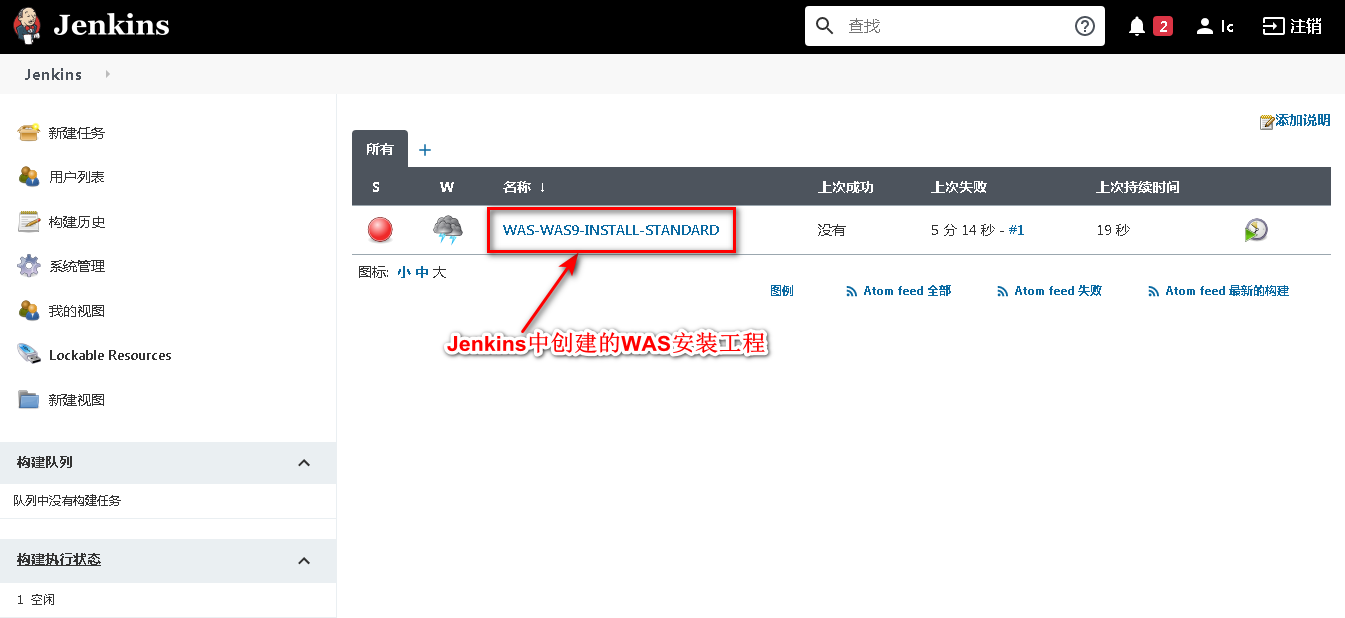 Jenkins
查找
2
lc
注销
Jenkins
新建任务
用户列表
构建历史
系统管理
我的视图
Lockable Resources
新建视图
构建队列
队列中没有构建任务
构建执行状态
1 空闲
添加说明
所有 +
S W 名称 ↓ 上次成功 上次失败 上次持续时间
WAS-WAS9-INSTALL-STANDARD 没有 5 分 14 秒 - #1 19 秒
图标: 小 中 大
图例 Atom feed 全部 Atom feed 失败 Atom feed 最新的构建
Jenkins中创建的WAS安装工程